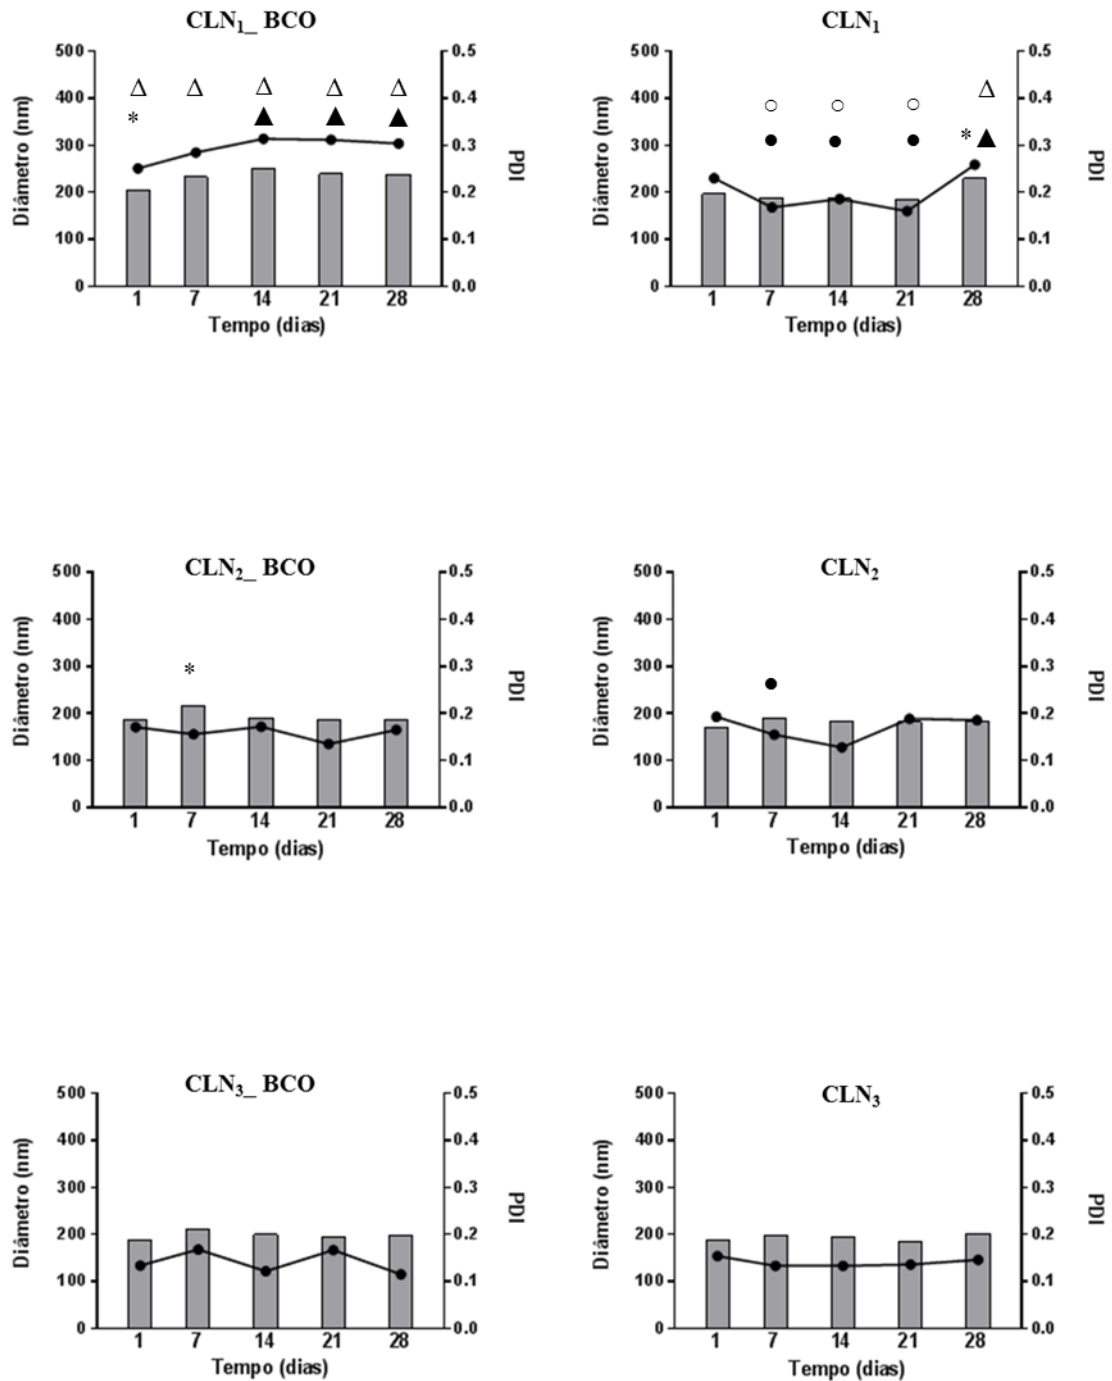 CLN1_ BCO
500
400
300
200
100
0
Diâmetro (nm)
0.5
0.4
0.3
0.2
0.1
0.0
PDI
Δ Δ Δ Δ Δ
* ▲ ▲ ▲
1 7 14 21 28
Tempo (dias)
CLN1
500
400
300
200
100
0
Diâmetro (nm)
0.5
0.4
0.3
0.2
0.1
0.0
PDI
○ ○ ○ Δ
● ● ● * ▲
1 7 14 21 28
Tempo (dias)
CLN2_ BCO
500
400
300
200
100
0
Diâmetro (nm)
0.5
0.4
0.3
0.2
0.1
0.0
PDI
*
1 7 14 21 28
Tempo (dias)
CLN2
500
400
300
200
100
0
Diâmetro (nm)
0.5
0.4
0.3
0.2
0.1
0.0
PDI
●
1 7 14 21 28
Tempo (dias)
CLN3_ BCO
500
400
300
200
100
0
Diâmetro (nm)
0.5
0.4
0.3
0.2
0.1
0.0
PDI
1 7 14 21 28
Tempo (dias)
CLN3
500
400
300
200
100
0
Diâmetro (nm)
0.5
0.4
0.3
0.2
0.1
0.0
PDI
1 7 14 21 28
Tempo (dias)